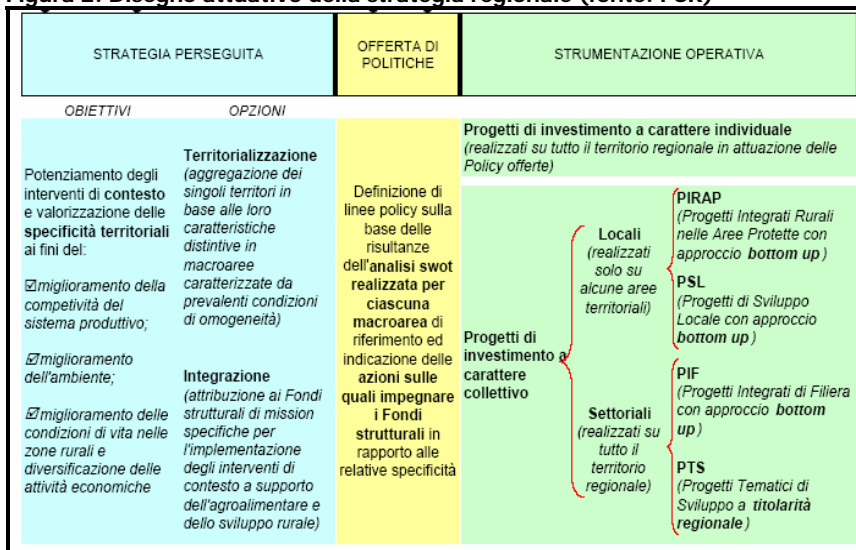 Figura 2: Disegno attuativo della strategia regionale (fonte: PSR)
STRATEGIA PERSEGUITA
OFFERTA DI
POLITICHE
STRUMENTAZIONE OPERATIVA
OBIETTIVI
OPZIONI
Potenziamento degli
interventi di contesto
e valorizzazione delle
specificità territoriali
ai fini del:
☑miglioramento della
competività del
sistema produttivo;
☑miglioramento
dell'ambiente;
☑miglioramento delle
condizioni di vita nelle
zone rurali e
diversificazione delle
attività economiche
Territorializzazione
(aggregazione dei
singoli territori in
base alle loro
caratteristiche
distintive in
macroaree
caratterizzate da
prevalenti condizioni
di omogeneità)
Integrazione
(attribuzione ai Fondi
strutturali di mission
specifiche per
l'implementazione
degli interventi di
contesto a supporto
dell'agroalimentare e
dello sviluppo rurale)
Definizione di
linee policy sulla
base delle
risultanze
dell'analisi swot
realizzata per
ciascuna
macroarea di
riferimento ed
indicazione delle
azioni sulle
quali impegnare
i Fondi
strutturali in
rapporto alle
relative specificità
Progetti di investimento a carattere individuale
(realizzati su tutto il territorio regionale in attuazione delle
Policy offerte)
Progetti di
investimento a
carattere
collettivo
Locali
(realizzati
solo su
alcune aree
territoriali)
PIRAP
(Progetti Integrati Rurali
nelle Aree Protette con
approccio bottom up)
PSL
(Progetti di Sviluppo
Locale con approccio
bottom up)
Settoriali
(realizzati su
tutto il
territorio
regionale)
PIF
(Progetti Integrati di Filiera
con approccio bottom
up)
PTS
(Progetti Tematici di
Sviluppo a titolarità
regionale)